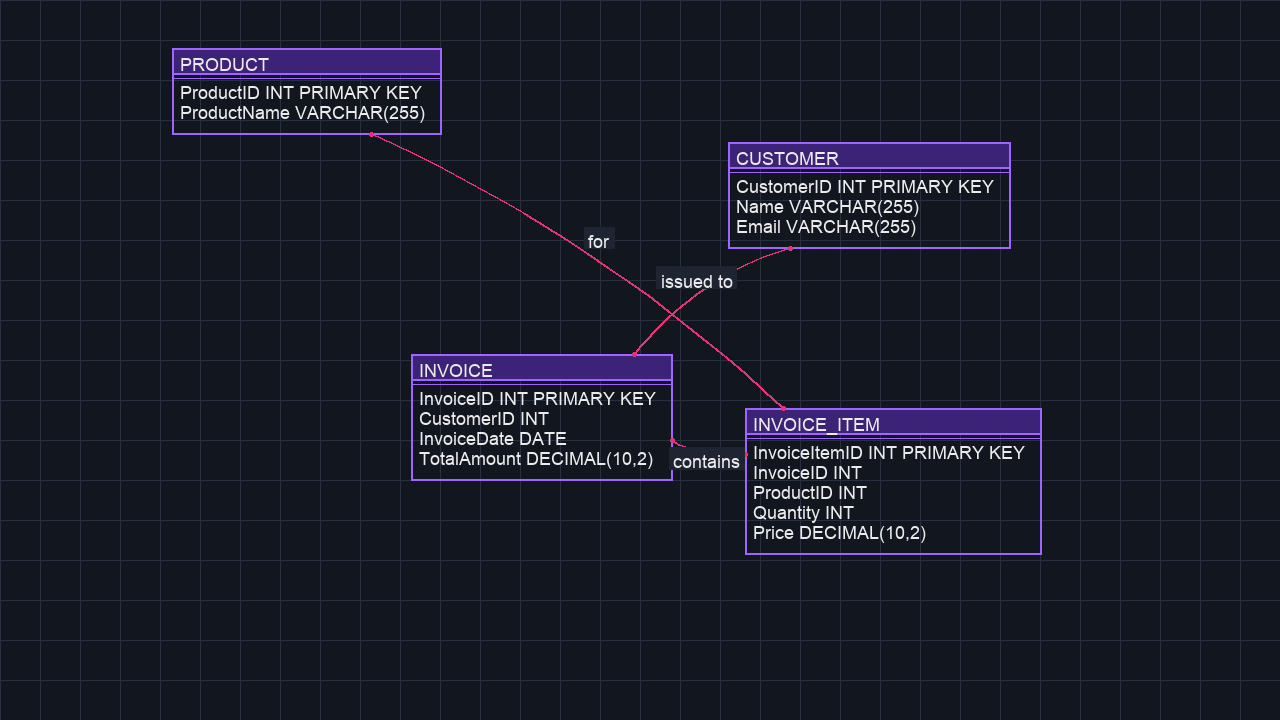 PRODUCT
ProductID INT PRIMARY KEY
ProductName VARCHAR(255)
CUSTOMER
CustomerID INT PRIMARY KEY
Name VARCHAR(255)
Email VARCHAR(255)
for
issued to
INVOICE
InvoiceID INT PRIMARY KEY
CustomerID INT
InvoiceDate DATE
TotalAmount DECIMAL(10,2)
contains
INVOICE_ITEM
InvoiceItemID INT PRIMARY KEY
InvoiceID INT
ProductID INT
Quantity INT
Price DECIMAL(10,2)